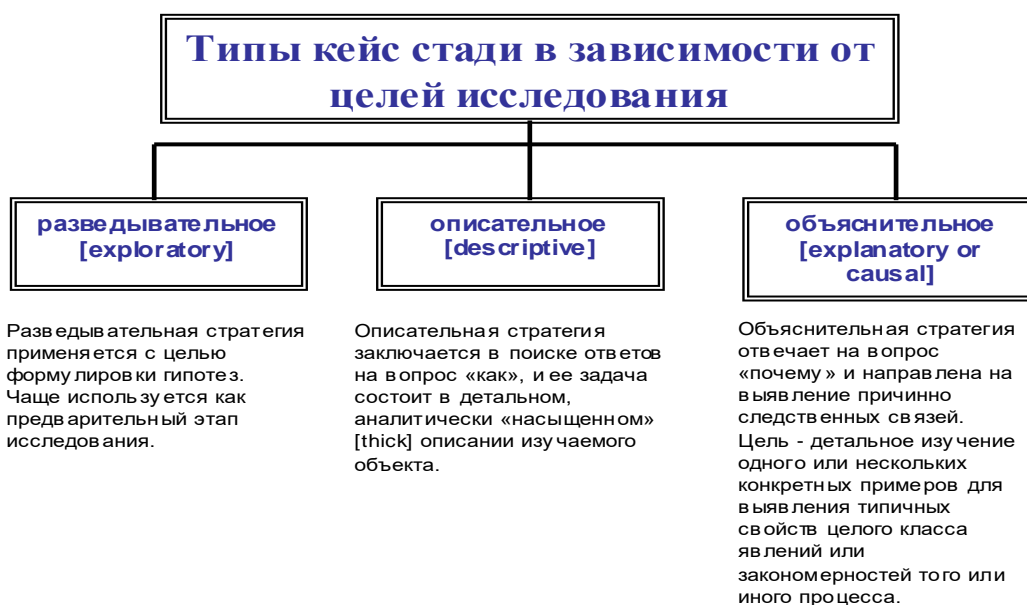 Типы кейс стади в зависимости от
целей исследования
разведывательное
[exploratory]
описательное
[descriptive]
объяснительное
[explanatory or
causal]
Разведывательная стратегия
применяется с целью
формулировки гипотез.
Чаще используется как
предварительный этап
исследования.
Описательная стратегия
заключается в поиске ответов
на вопрос «как», и ее задача
состоит в детальном,
аналитически «насыщенном»
[thick] описании изучаемого
объекта.
Объяснительная стратегия
отвечает на вопрос
«почему» и направлена на
выявление причинно
следственных связей.
Цель - детальное изучение
одного или нескольких
конкретных примеров для
выявления типичных
свойств целого класса
явлений или
закономерностей того или
иного процесса.